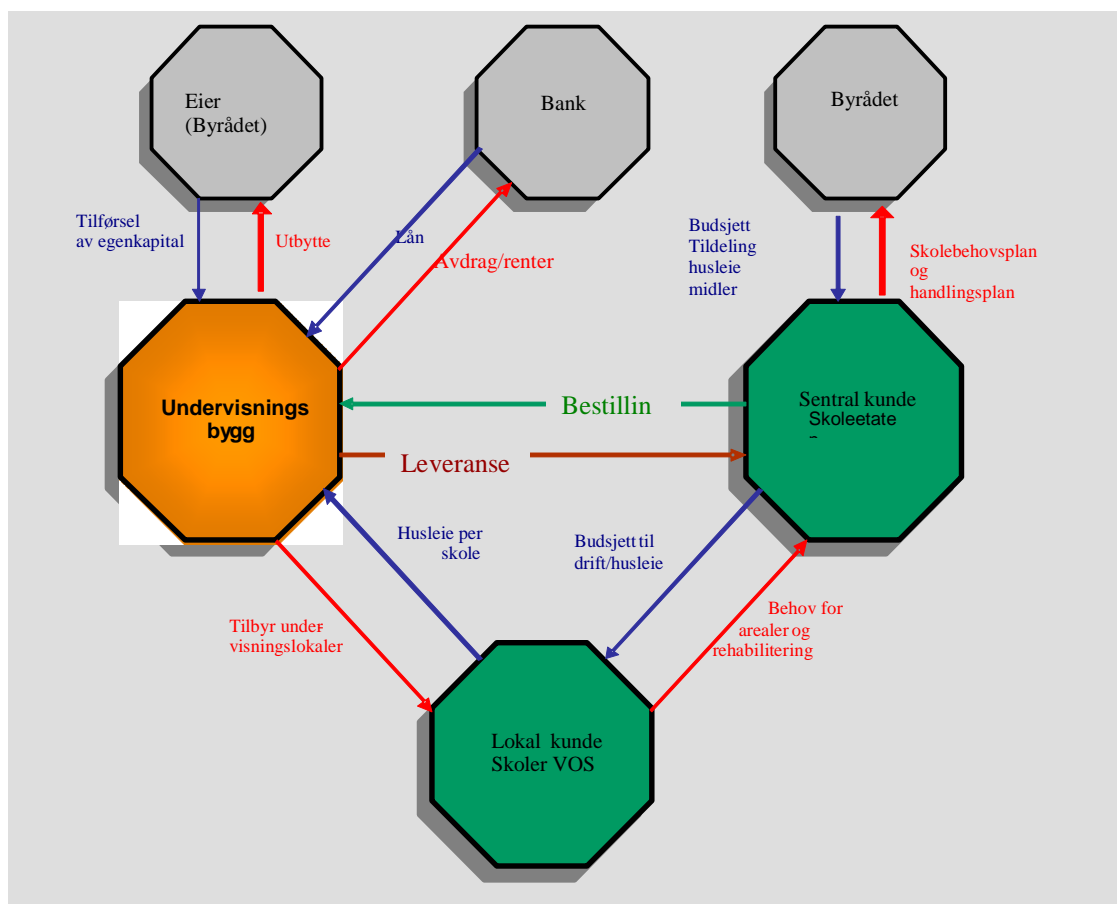 Eier
(Byrådet)
Bank
Byrådet
Tilførsel
av egenkapital
Utbytte
Lån
Avdrag/renter
Budsjett
Tildeling
husleie
midler
Skolebehovsplan
og
handlingsplan
Undervisnings
bygg
Bestillin
Leveranse
Sentral kunde
Skoleetate
Husleie per
skole
Budsjett til
drift/husleie
Tilbyr under-
visningslokaler
Behov for
arealer og
rehabilitering
Lokal kunde
Skoler VOS